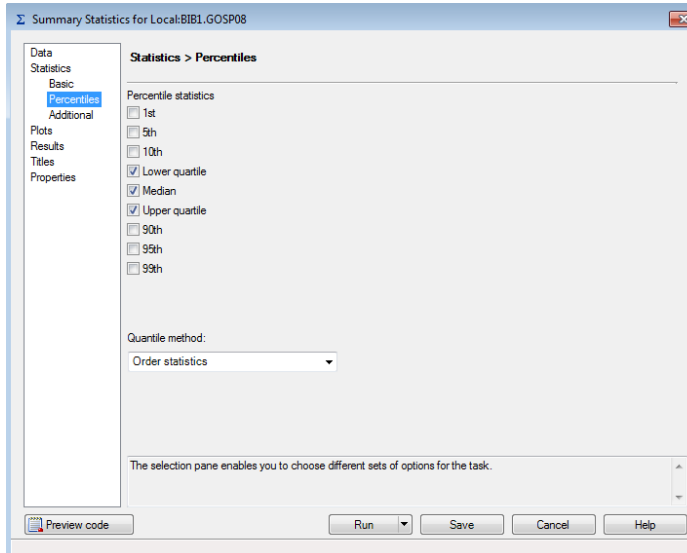 Σ Summary Statistics for Local:BIB1.GOSP08
Data
Statistics
Basic
Percentiles
Additional
Plots
Results
Titles
Properties
Statistics > Percentiles
Percentile statistics
1st
5th
10th
Lower quartile
Median
Upper quartile
90th
95th
99th
Quantile method:
Order statistics
The selection pane enables you to choose different sets of options for the task.
Preview code
Run
Save
Cancel
Help